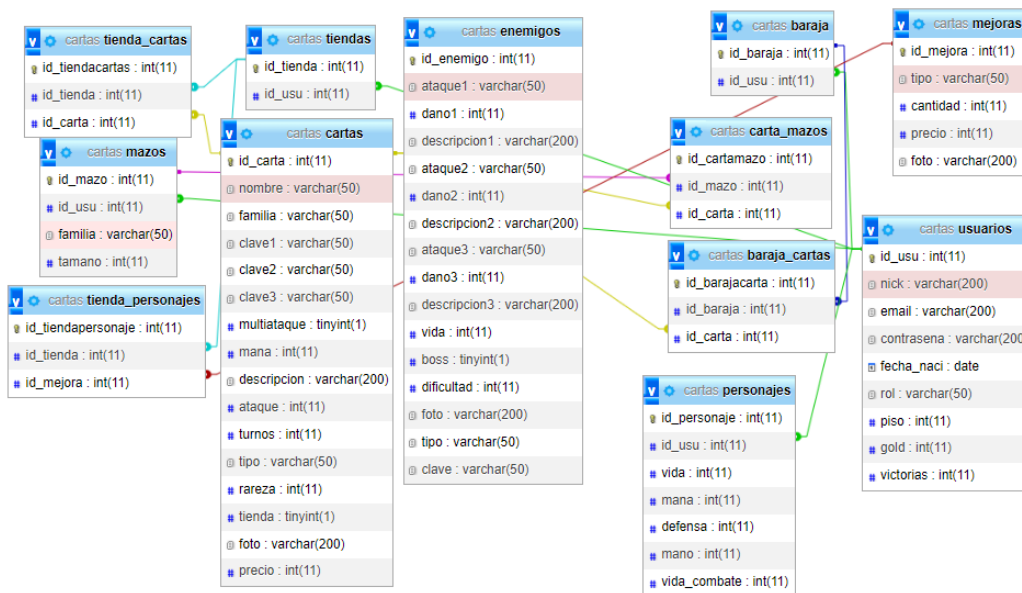 cartas tienda_cartas
id_tiendacartas : int(11)
id_tienda : int(11)
id_carta : int(11)
cartas tiendas
id_tienda : int(11)
id_usu : int(11)
cartas enemigos
id_enemigo : int(11)
ataque1 : varchar(50)
dano1 : int(11)
descripcion1 : varchar(200)
ataque2 : varchar(50)
dano2 : int(11)
descripcion2 : varchar(200)
ataque3 : varchar(50)
dano3 : int(11)
descripcion3 : varchar(200)
vida : int(11)
boss : tinyint(1)
dificultad : int(11)
foto : varchar(200)
tipo : varchar(50)
clave : varchar(50)
cartas baraja
id_baraja : int(11)
id_usu : int(11)
cartas mejoras
id_mejora : int(11)
tipo : varchar(50)
cantidad : int(11)
precio : int(11)
foto : varchar(200)
cartas mazos
id_mazo : int(11)
id_usu : int(11)
familia : varchar(50)
tamano : int(11)
cartas cartas
id_carta : int(11)
nombre : varchar(50)
familia : varchar(50)
clave1 : varchar(50)
clave2 : varchar(50)
clave3 : varchar(50)
multiataque : tinyint(1)
mana : int(11)
descripcion : varchar(200)
ataque : int(11)
turnos : int(11)
tipo : varchar(50)
rareza : int(11)
tienda : tinyint(1)
foto : varchar(200)
precio : int(11)
cartas carta_mazos
id_cartamazo : int(11)
id_mazo : int(11)
id_carta : int(11)
cartas tienda_personajes
id_tiendapersonaje : int(11)
id_tienda : int(11)
id_mejora : int(11)
cartas baraja_cartas
id_barajacarta : int(11)
id_baraja : int(11)
id_carta : int(11)
cartas usuarios
id_usu : int(11)
nick : varchar(200)
email : varchar(200)
contrasena : varchar(200
fecha_naci : date
rol : varchar(50)
piso : int(11)
gold : int(11)
victorias : int(11)
cartas personajes
id_personaje : int(11)
id_usu : int(11)
vida : int(11)
mana : int(11)
defensa : int(11)
mano : int(11)
vida_combate : int(11)